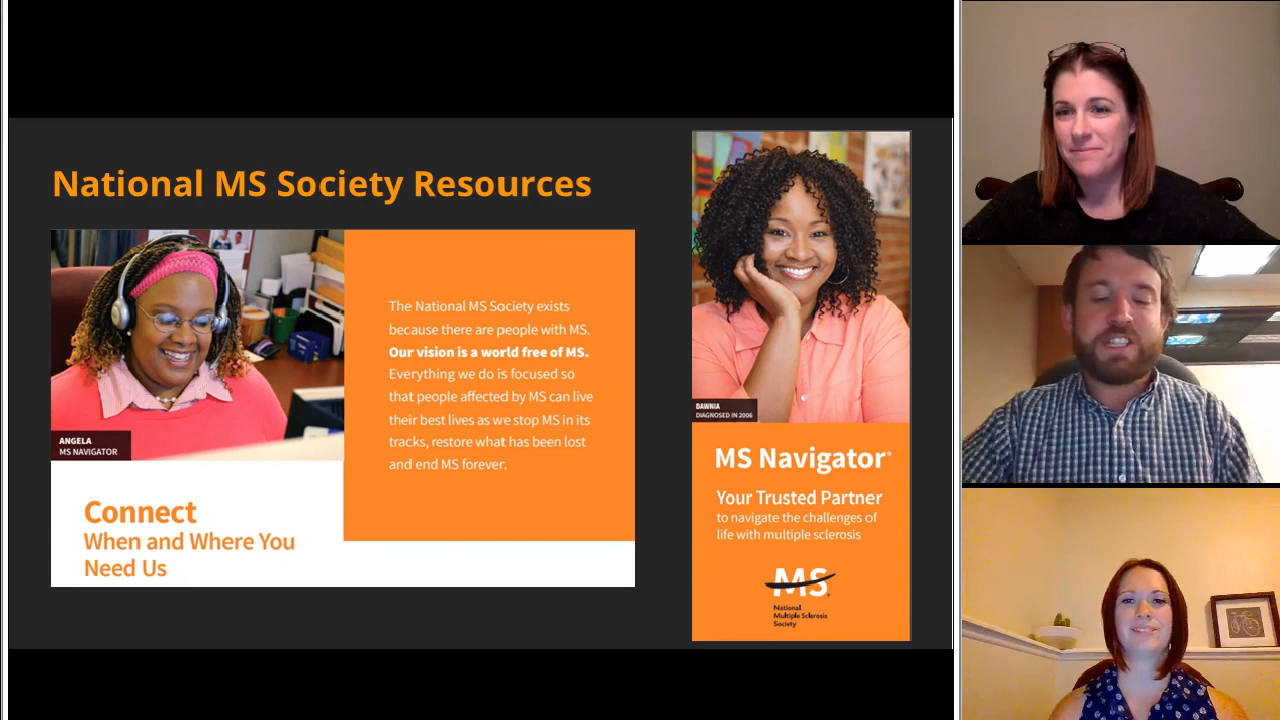 National MS Society Resources
ANGELA
MS NAVIGATOR
Connect
When and Where You
Need Us
The National MS Society exists
because there are people with MS.
Our vision is a world free of MS.
Everything we do is focused so
that people affected by MS can live
their best lives as we stop MS in its
tracks, restore what has been lost
and end MS forever.
DAWNIA
DIAGNOSED IN 2006
MS Navigator®
Your Trusted Partner
to navigate the challenges of
life with multiple sclerosis
MS
National
Multiple Sclerosis
Society